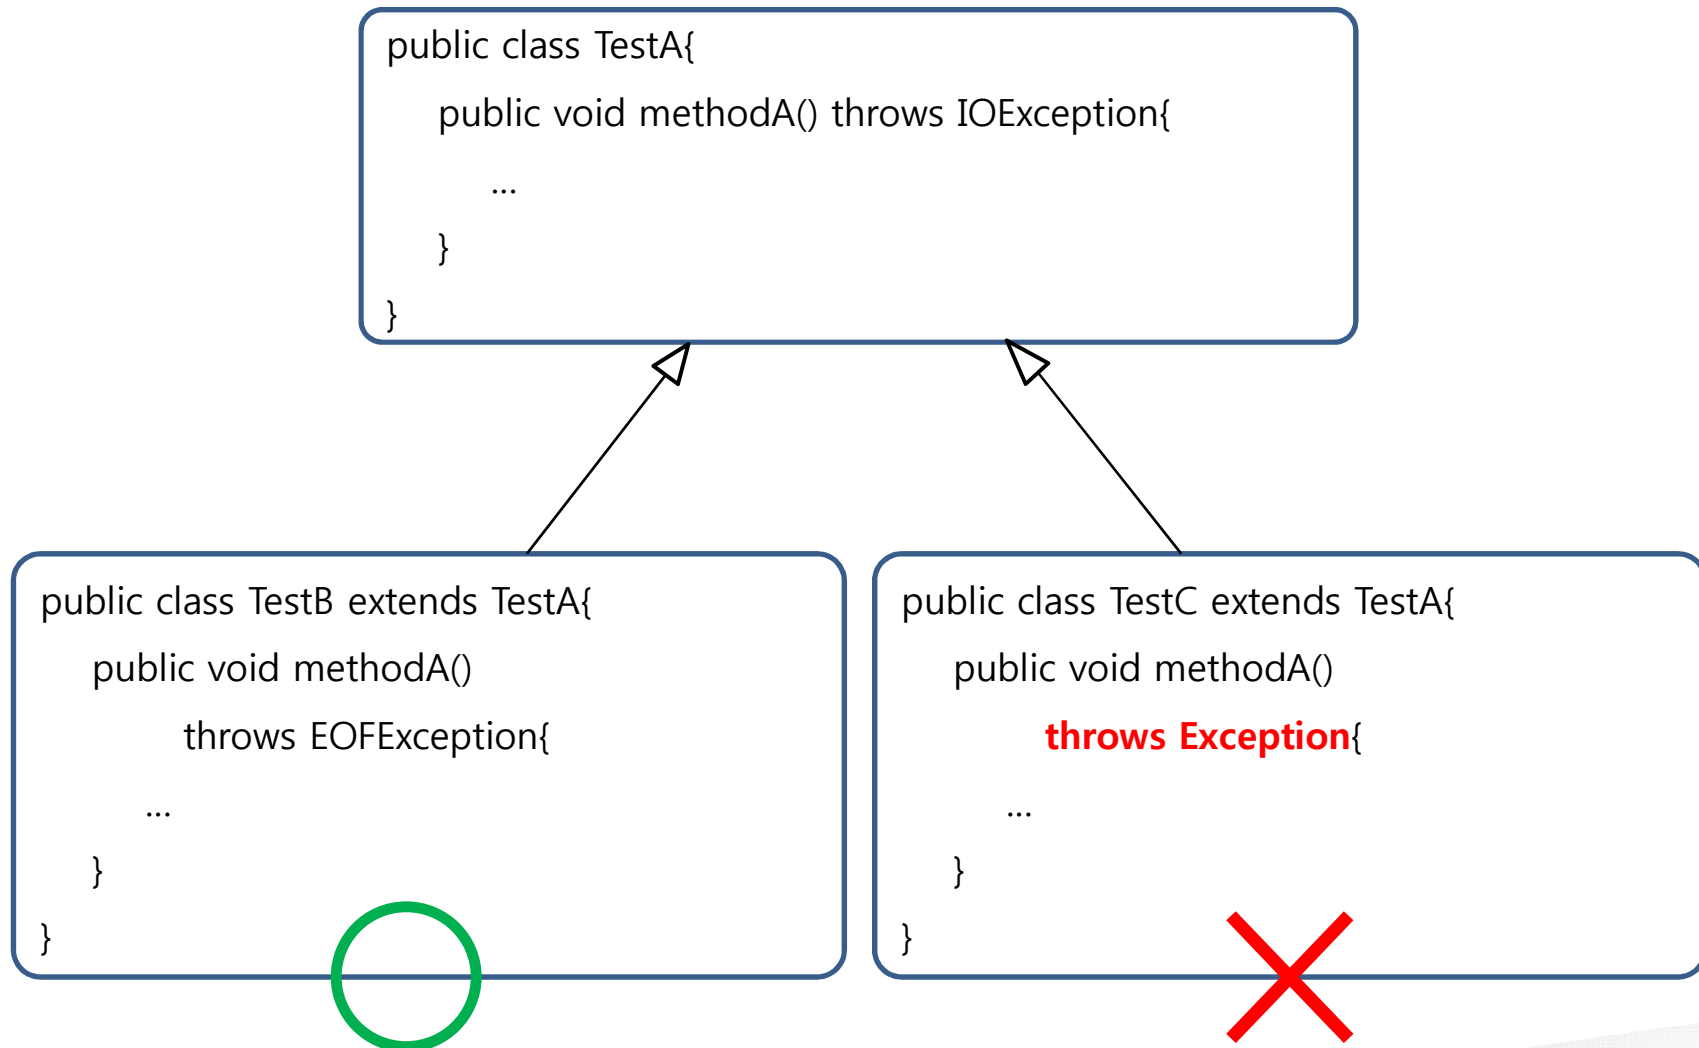 public class TestA{
public void methodA() throws IOException{
...
}
}
public class TestB extends TestA{
public void methodA()
throws EOFException{
...
}
}
public class TestC extends TestA{
public void methodA()
throws Exception{
...
}
}